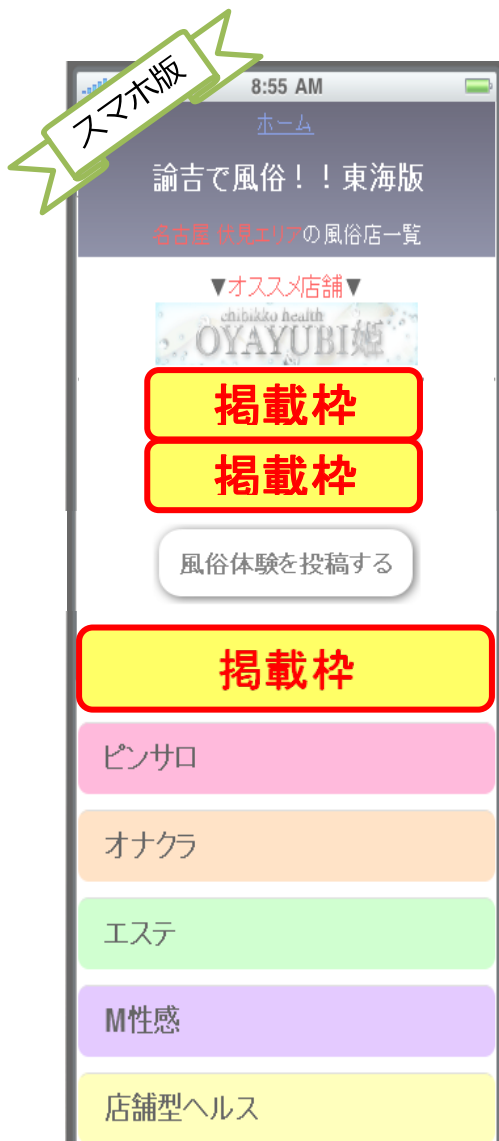 スマホ版
8:55 AM
ホーム
諭吉で風俗！！東海版
名古屋 伏見エリアの風俗店一覧
▼オススメ店舗▼
chibikko health
OYAYUBI姫
掲載枠
掲載枠
風俗体験を投稿する
掲載枠
ピンサロ
オナクラ
エステ
M性感
店舗型ヘルス